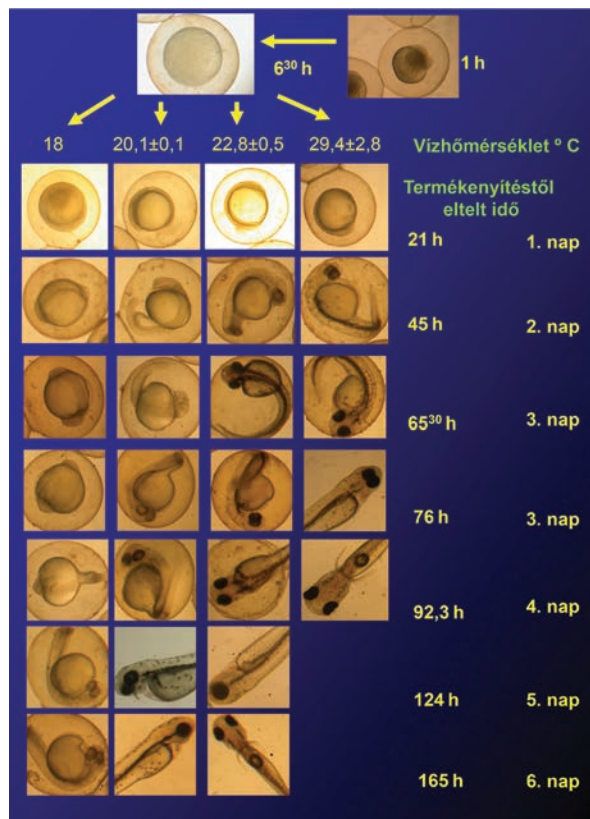 6³⁰ h
1 h
18
20,1±0,1
22,8±0,5
29,4±2,8
Vízhőmérséklet º C
Termékenyítéstől
eltelt idő
21 h 1. nap
45 h 2. nap
65³⁰ h 3. nap
76 h 3. nap
92,3 h 4. nap
124 h 5. nap
165 h 6. nap